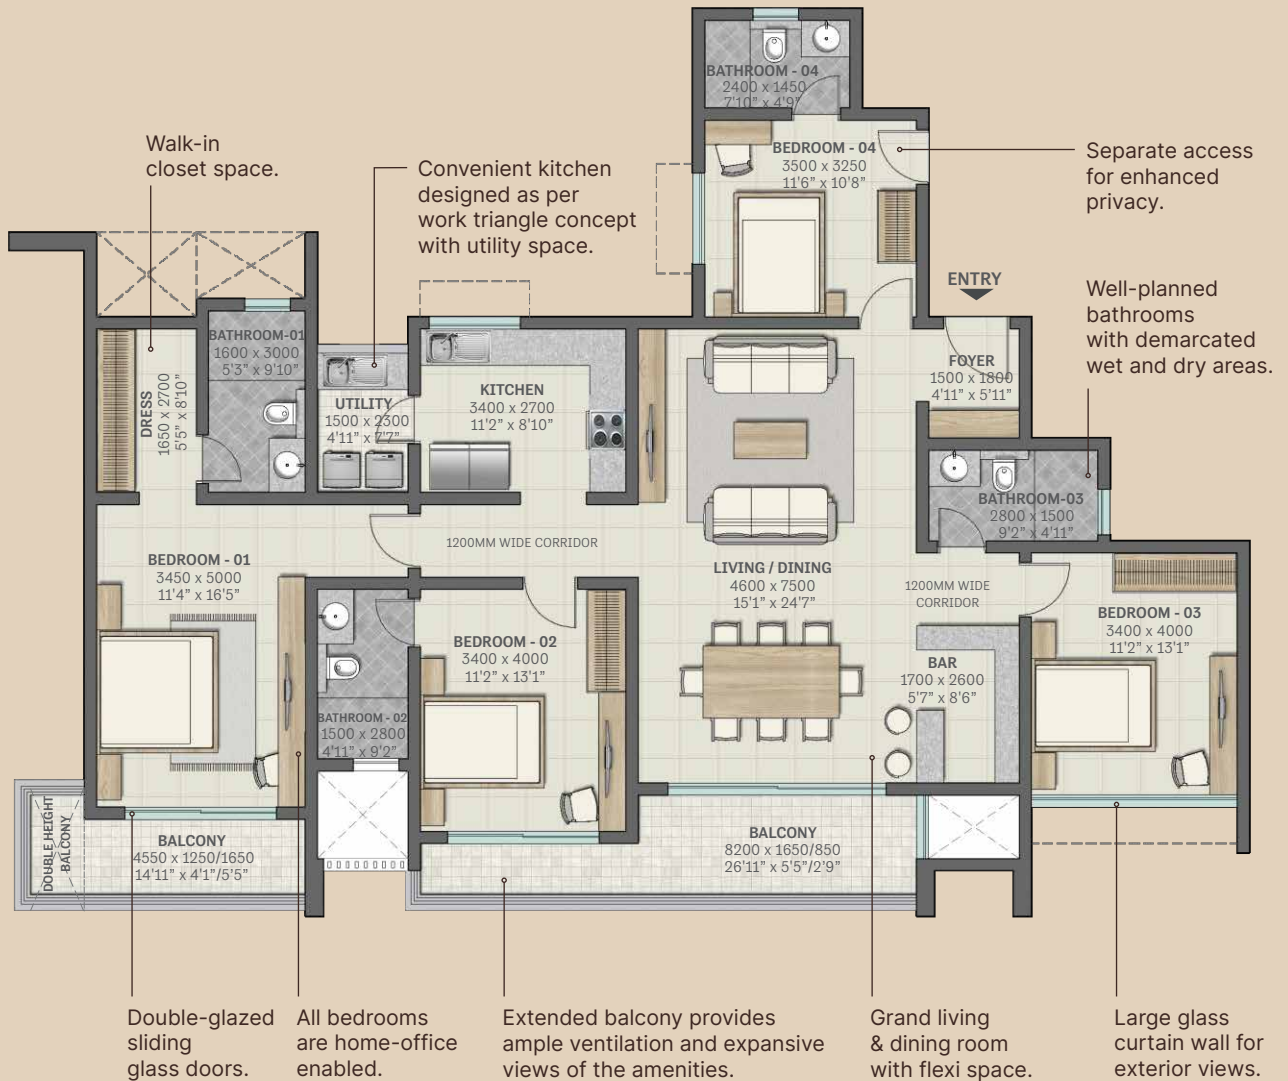 BATHROOM - 04
2400 x 1450
7'10" x 4'9"
Walk-in
closet space.
Convenient kitchen
designed as per
work triangle concept
with utility space.
BEDROOM - 04
3500 x 3250
11'6" x 10'8"
Separate access
for enhanced
privacy.
ENTRY
Well-planned
bathrooms
with demarcated
wet and dry areas.
BATHROOM-01
1600 x 3000
5'3" x 9'10"
DRESS
1650 x 2700
5'5" x 8'10"
UTILITY
1500 x 2300
4'11" x 7'7"
KITCHEN
3400 x 2700
11'2" x 8'10"
FOYER
1500 x 1800
4'11" x 5'11"
BATHROOM-03
2800 x 1500
9'2" x 4'11"
1200MM WIDE CORRIDOR
BEDROOM - 01
3450 x 5000
11'4" x 16'5"
LIVING / DINING
4600 x 7500
15'1" x 24'7"
1200MM WIDE
CORRIDOR
BEDROOM - 02
3400 x 4000
11'2" x 13'1"
BEDROOM - 03
3400 x 4000
11'2" x 13'1"
BAR
1700 x 2600
5'7" x 8'6"
BATHROOM - 02
1500 x 2800
4'11" x 9'2"
DOUBLE HEIGHT
BALCONY
BALCONY
4550 x 1250/1650
14'11" x 4'1"/5'5"
BALCONY
8200 x 1650/850
26'11" x 5'5"/2'9"
Double-glazed
sliding
glass doors.
All bedrooms
are home-office
enabled.
Extended balcony provides
ample ventilation and expansive
views of the amenities.
Grand living
& dining room
with flexi space.
Large glass
curtain wall for
exterior views.